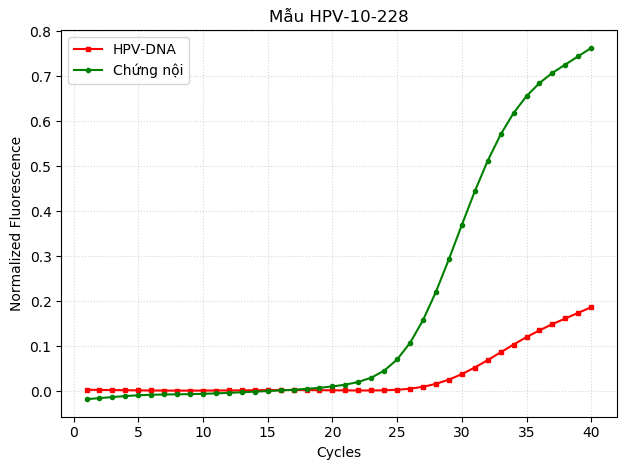 Mẫu HPV-10-228
HPV-DNA
Chứng nội
Normalized Fluorescence
0.8
0.7
0.6
0.5
0.4
0.3
0.2
0.1
0.0
0 5 10 15 20 25 30 35 40
Cycles